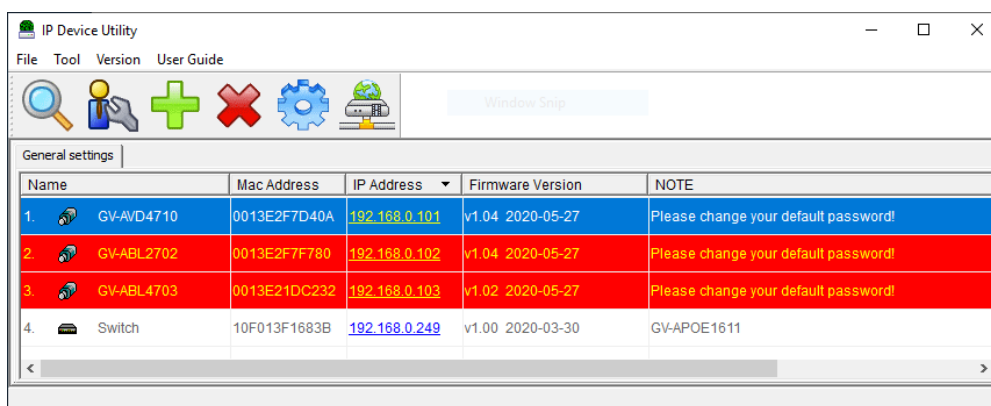 IP Device Utility
File Tool Version User Guide
Window Snip
General settings
Name Mac Address IP Address Firmware Version NOTE
1. GV-AVD4710 0013E2F7D40A 192.168.0.101 v1.04 2020-05-27 Please change your default password!
2. GV-ABL2702 0013E2F7F780 192.168.0.102 v1.04 2020-05-27 Please change your default password!
3. GV-ABL4703 0013E21DC232 192.168.0.103 v1.02 2020-05-27 Please change your default password!
4. Switch 10F013F1683B 192.168.0.249 v1.00 2020-03-30 GV-APOE1611